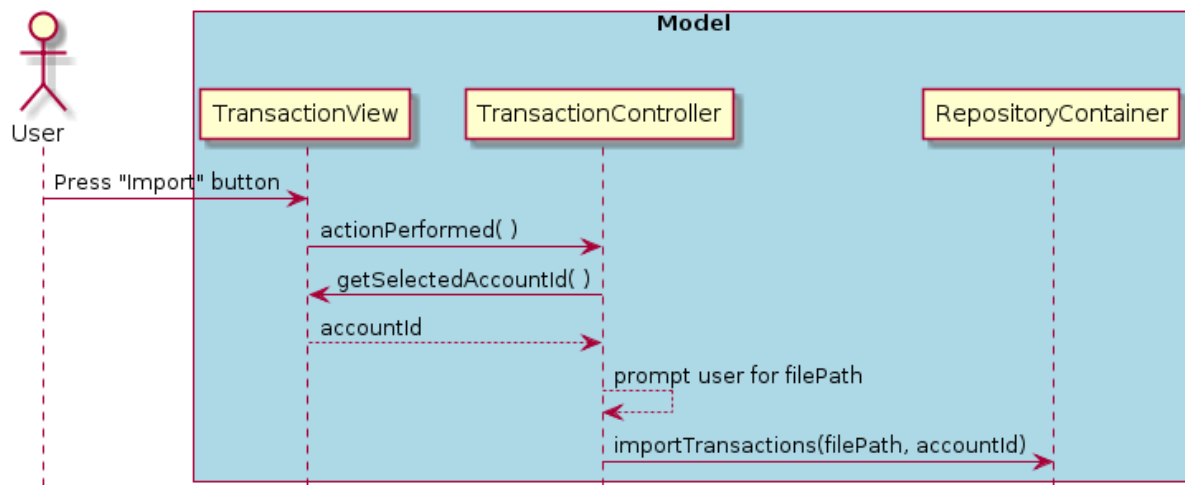 Model
User
TransactionView
TransactionController
RepositoryContainer
Press "Import" button
actionPerformed( )
getSelectedAccountId( )
accountId
prompt user for filePath
importTransactions(filePath, accountId)